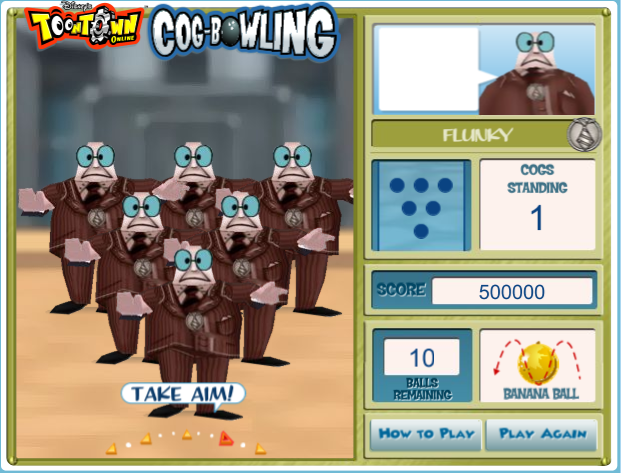 Disney's
TOONTOWN
ONLINE
COG-BOWLING
FLUNKY
COGS
STANDING
1
SCORE
500000
10
BALLS
REMAINING
BANANA BALL
TAKE AIM!
HOW TO PLAY
PLAY AGAIN